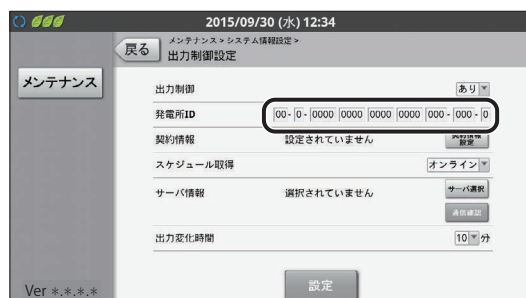 2015/09/30 (水) 12:34
戻る
メンテナンス > システム情報設定 >
出力制御設定
メンテナンス
出力制御 あり
発電所ID 00 - 0 - 0000 0000 0000 0000 000 - 000 - 0
契約情報 設定されていません 契約情報
設定
スケジュール取得 オンライン
サーバ情報 選択されていません サーバ選択
通信確認
出力変化時間 10 分
設定
Ver *.*.*.*